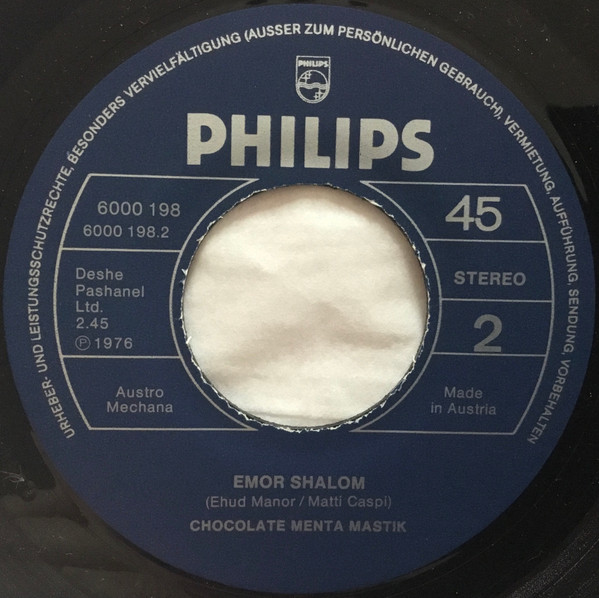 URHEBER- UND LEISTUNGSSCHUTZRECHTE, BESONDERS VERVIELFÄLTIGUNG (AUSSER ZUM PERSÖNLICHEN GEBRAUCH), VERMIETUNG, AUFFÜHRUNG, SENDUNG, VORBEHALTEN
PHILIPS
PHILIPS
6000 198
6000 198.2
45
Deshe
Pashanel
Ltd.
2.45
Ⓟ 1976
STEREO
2
Austro
Mechana
Made
in Austria
EMOR SHALOM
(Ehud Manor / Matti Caspi)
CHOCOLATE MENTA MASTIK